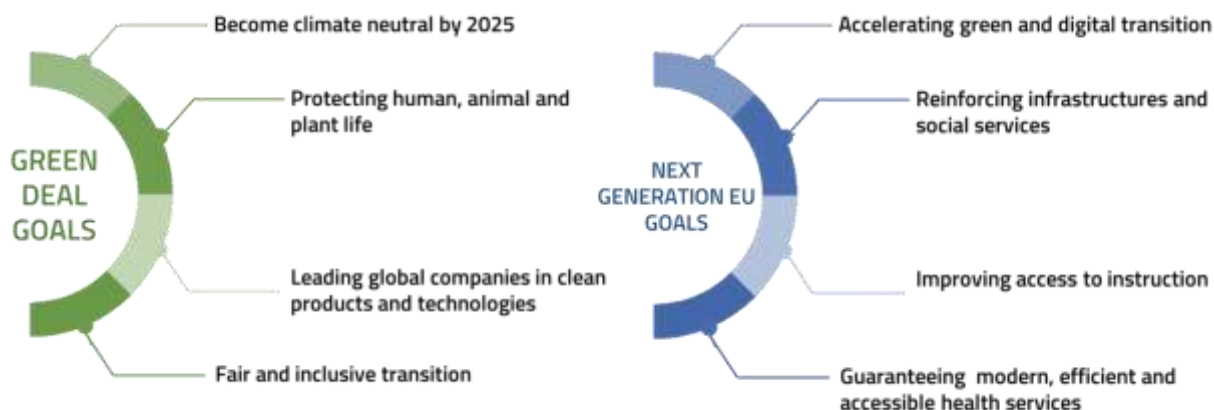 GREEN
DEAL
GOALS
Become climate neutral by 2025
Protecting human, animal and
plant life
Leading global companies in clean
products and technologies
Fair and inclusive transition
NEXT
GENERATION EU
GOALS
Accelerating green and digital transition
Reinforcing infrastructures and
social services
Improving access to instruction
Guaranteeing modern, efficient and
accessible health services